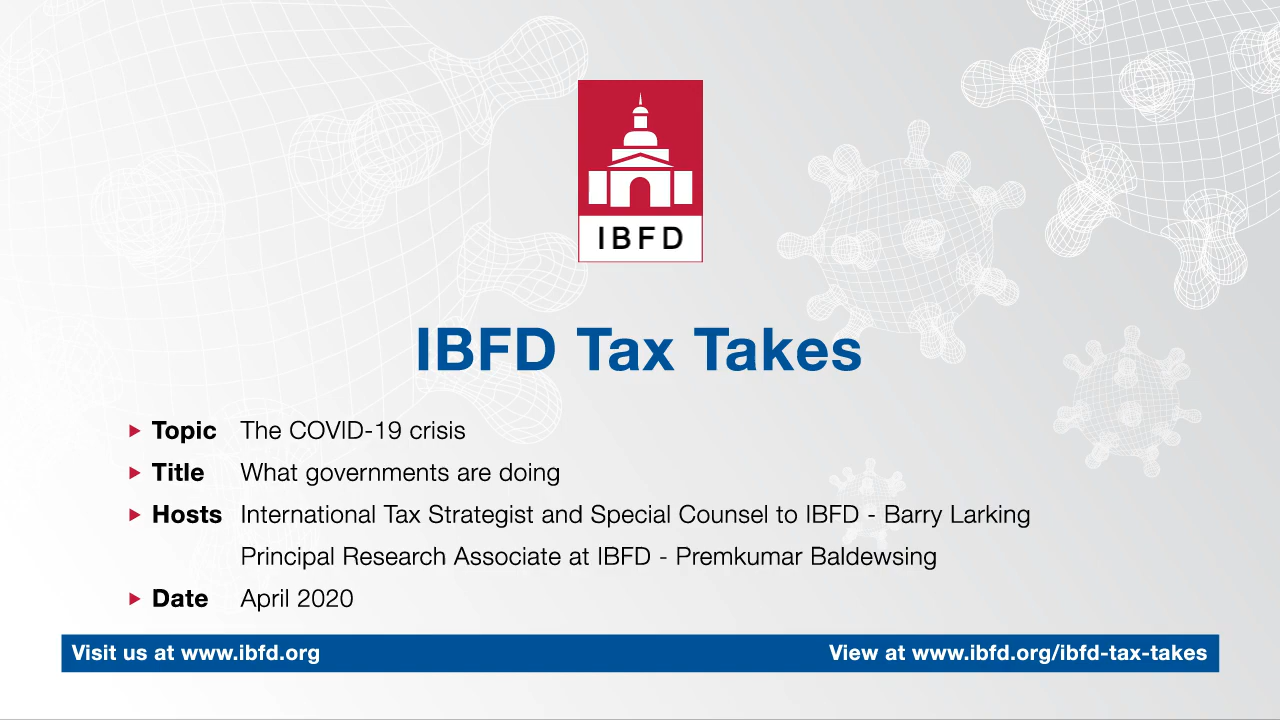 IBFD
IBFD Tax Takes
Topic The COVID-19 crisis
Title What governments are doing
Hosts International Tax Strategist and Special Counsel to IBFD - Barry Larking
Principal Research Associate at IBFD - Premkumar Baldewsing
Date April 2020
Visit us at www.ibfd.org
View at www.ibfd.org/ibfd-tax-takes